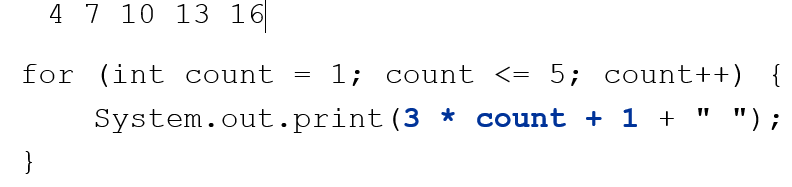 4 7 10 13 16
for (int count = 1; count <= 5; count++) {
    System.out.print(3 * count + 1 + " ");
}